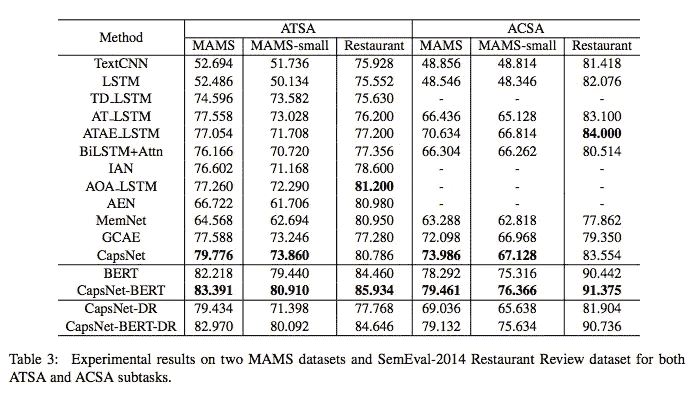 Method ATSA ACSA
MAMS MAMS-small Restaurant MAMS MAMS-small Restaurant
TextCNN 52.694 51.736 75.928 48.856 48.814 81.418
LSTM 52.486 50.134 75.552 48.546 48.346 82.076
TD_LSTM 74.596 73.582 75.630 - - -
AT_LSTM 77.558 73.028 76.200 66.436 65.128 83.100
ATAE_LSTM 77.054 71.708 77.200 70.634 66.814 84.000
BiLSTM+Attn 76.166 70.720 77.356 66.304 66.262 80.514
IAN 76.602 71.168 78.600 - - -
AOA_LSTM 77.260 72.290 81.200 - - -
AEN 66.722 61.706 80.980 - - -
MemNet 64.568 62.694 80.950 63.288 62.818 77.862
GCAE 77.588 73.246 77.280 72.098 66.968 79.350
CapsNet 79.776 73.860 80.786 73.986 67.128 83.554
BERT 82.218 79.440 84.460 78.292 75.316 90.442
CapsNet-BERT 83.391 80.910 85.934 79.461 76.366 91.375
CapsNet-DR 79.434 71.398 77.768 69.036 65.638 81.904
CapsNet-BERT-DR 82.970 80.092 84.646 79.132 75.634 90.736
Table 3: Experimental results on two MAMS datasets and SemEval-2014 Restaurant Review dataset for both
ATSA and ACSA subtasks.